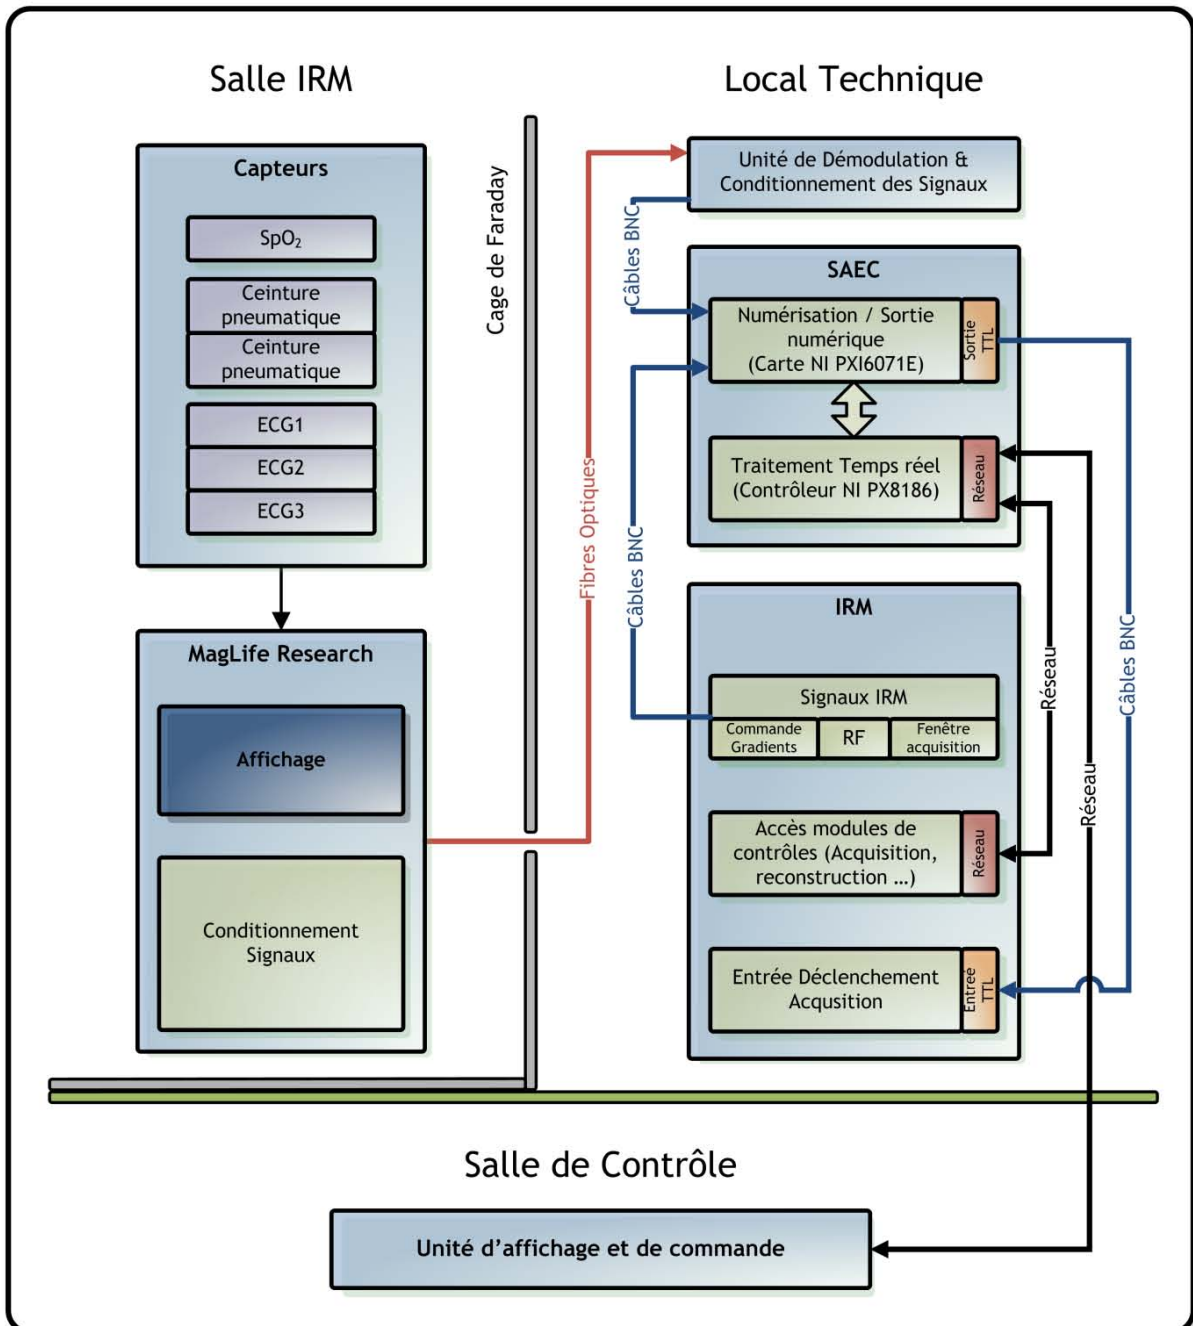 Salle IRM
Capteurs
SpO₂
Ceinture
pneumatique
Ceinture
pneumatique
ECG1
ECG2
ECG3
MagLife Research
Affichage
Conditionnement
Signaux
Cage de Faraday
Fibres Optiques
Local Technique
Unité de Démodulation &
Conditionnement des Signaux
Câbles BNC
SAEC
Numérisation / Sortie
numérique
(Carte NI PXI6071E)
Sortie
TTL
Traitement Temps réel
(Contrôleur NI PX8186)
Réseau
Câbles BNC
IRM
Signaux IRM
Commande
Gradients
RF
Fenêtre
acquisition
Accès modules de
contrôles (Acquisition,
reconstruction ...)
Réseau
Entrée Déclenchement
Acqusition
Entreé
TTL
Réseau
Réseau
Câbles BNC
Salle de Contrôle
Unité d'affichage et de commande